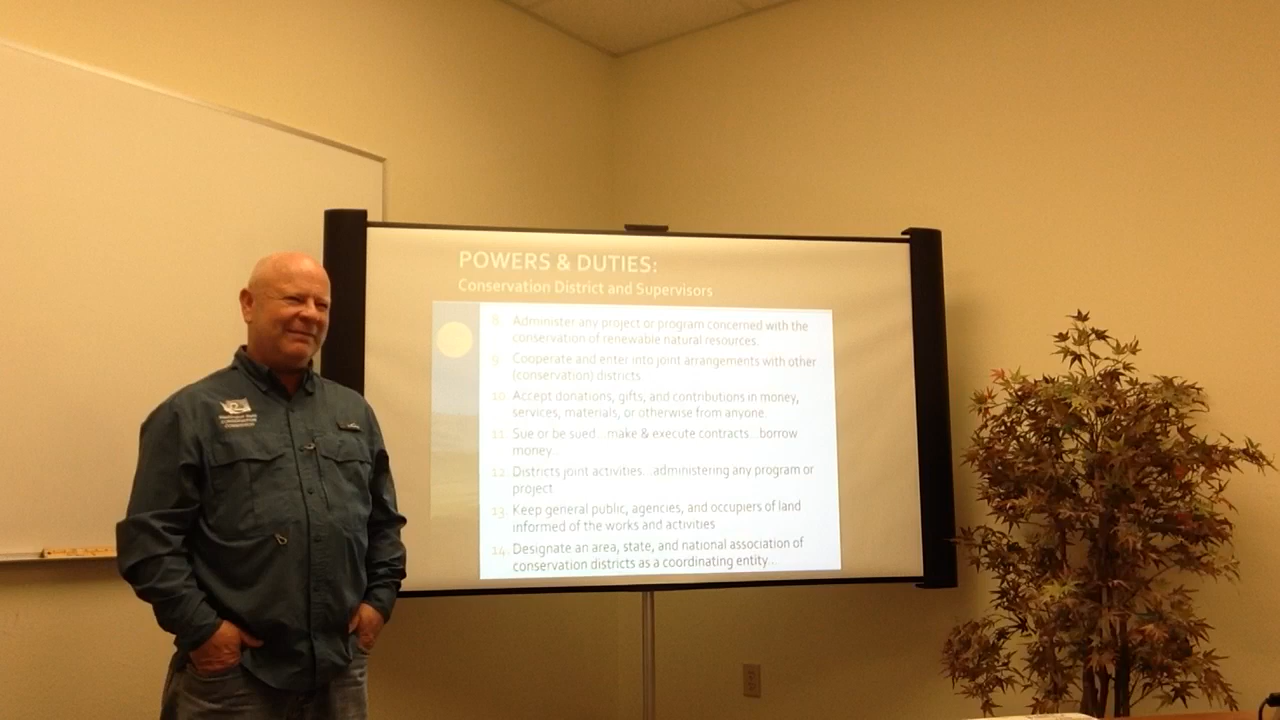 POWERS & DUTIES:
Conservation District and Supervisors
8. Administer any project or program concerned with the
conservation of renewable natural resources.
9. Cooperate and enter into joint arrangements with other
(conservation) districts
10. Accept donations, gifts, and contributions in money,
services, materials, or otherwise from anyone.
11. Sue or be sued...make & execute contracts...borrow
money...
12. Districts joint activities...administering any program or
project.
13. Keep general public, agencies, and occupiers of land
informed of the works and activities
14. Designate an area, state, and national association of
conservation districts as a coordinating entity...
Washington State